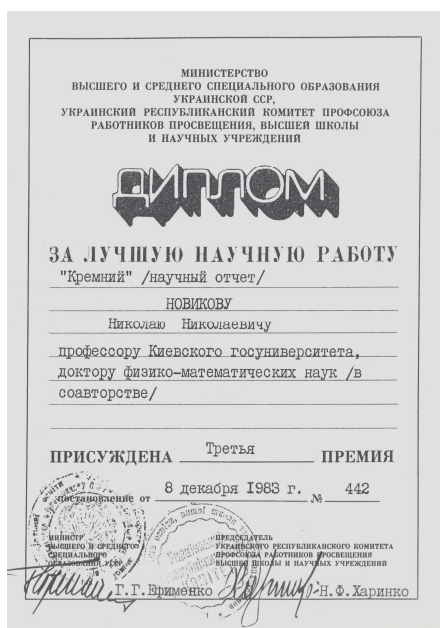 МИНИСТЕРСТВО
ВЫСШЕГО И СРЕДНЕГО СПЕЦИАЛЬНОГО ОБРАЗОВАНИЯ
УКРАИНСКОЙ ССР,
УКРАИНСКИЙ РЕСПУБЛИКАНСКИЙ КОМИТЕТ ПРОФСОЮЗА
РАБОТНИКОВ ПРОСВЕЩЕНИЯ, ВЫСШЕЙ ШКОЛЫ
И НАУЧНЫХ УЧРЕЖДЕНИЙ
ДИПЛОМ
ЗА ЛУЧШУЮ НАУЧНУЮ РАБОТУ
"Кремний" /научный отчет/
НОВИКОВУ
Николаю Николаевичу
профессору Киевского госуниверситета,
доктору физико-математических наук /в
соавторстве/
ПРИСУЖДЕНА Третья ПРЕМИЯ
постановление от 8 декабря 1983 г. № 442
МИНИСТР
ВЫСШЕГО И СРЕДНЕГО
СПЕЦИАЛЬНОГО
ОБРАЗОВАНИЯ УССР
Г.Г.Ефименко
ПРЕДСЕДАТЕЛЬ
УКРАИНСКОГО РЕСПУБЛИКАНСКОГО КОМИТЕТА
ПРОФСОЮЗА РАБОТНИКОВ ПРОСВЕЩЕНИЯ
ВЫСШЕЙ ШКОЛЫ И НАУЧНЫХ УЧРЕЖДЕНИЙ
Н.Ф.Харинко